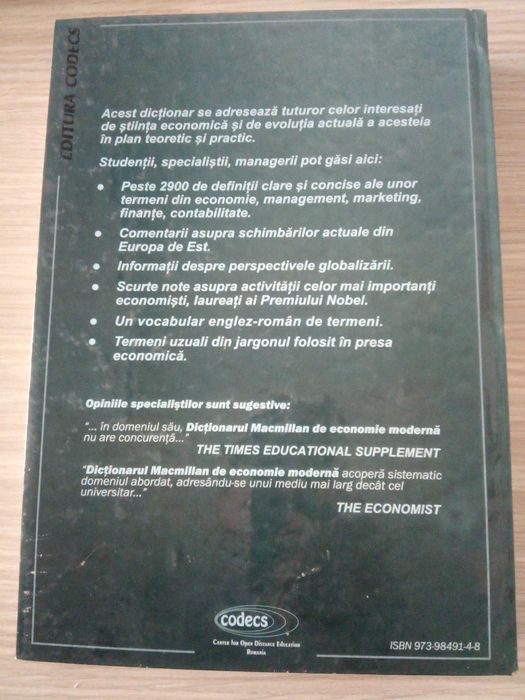 EDITURA CODECS
Acest dicționar se adresează tuturor celor interesați
de știința economică și de evoluția actuală a acesteia
în plan teoretic și practic.
Studenții, specialiștii, managerii pot găsi aici:
• Peste 2900 de definiții clare și concise ale unor
termeni din economie, management, marketing,
finanțe, contabilitate.
• Comentarii asupra schimbărilor actuale din
Europa de Est.
• Informații despre perspectivele globalizării.
• Scurte note asupra activității celor mai importanți
economiști, laureați ai Premiului Nobel.
• Un vocabular englez-român de termeni.
• Termeni uzuali din jargonul folosit în presa
economică.
Opiniile specialiștilor sunt sugestive:
"... în domeniul său, Dicționarul Macmillan de economie modernă
nu are concurență..."
THE TIMES EDUCATIONAL SUPPLEMENT
"Dicționarul Macmillan de economie modernă acoperă sistematic
domeniul abordat, adresându-se unui mediu mai larg decât cel
universitar..."
THE ECONOMIST
codecs
CENTER FOR OPEN DISTANCE EDUCATION
ROMANIA
ISBN 973-98491-4-8